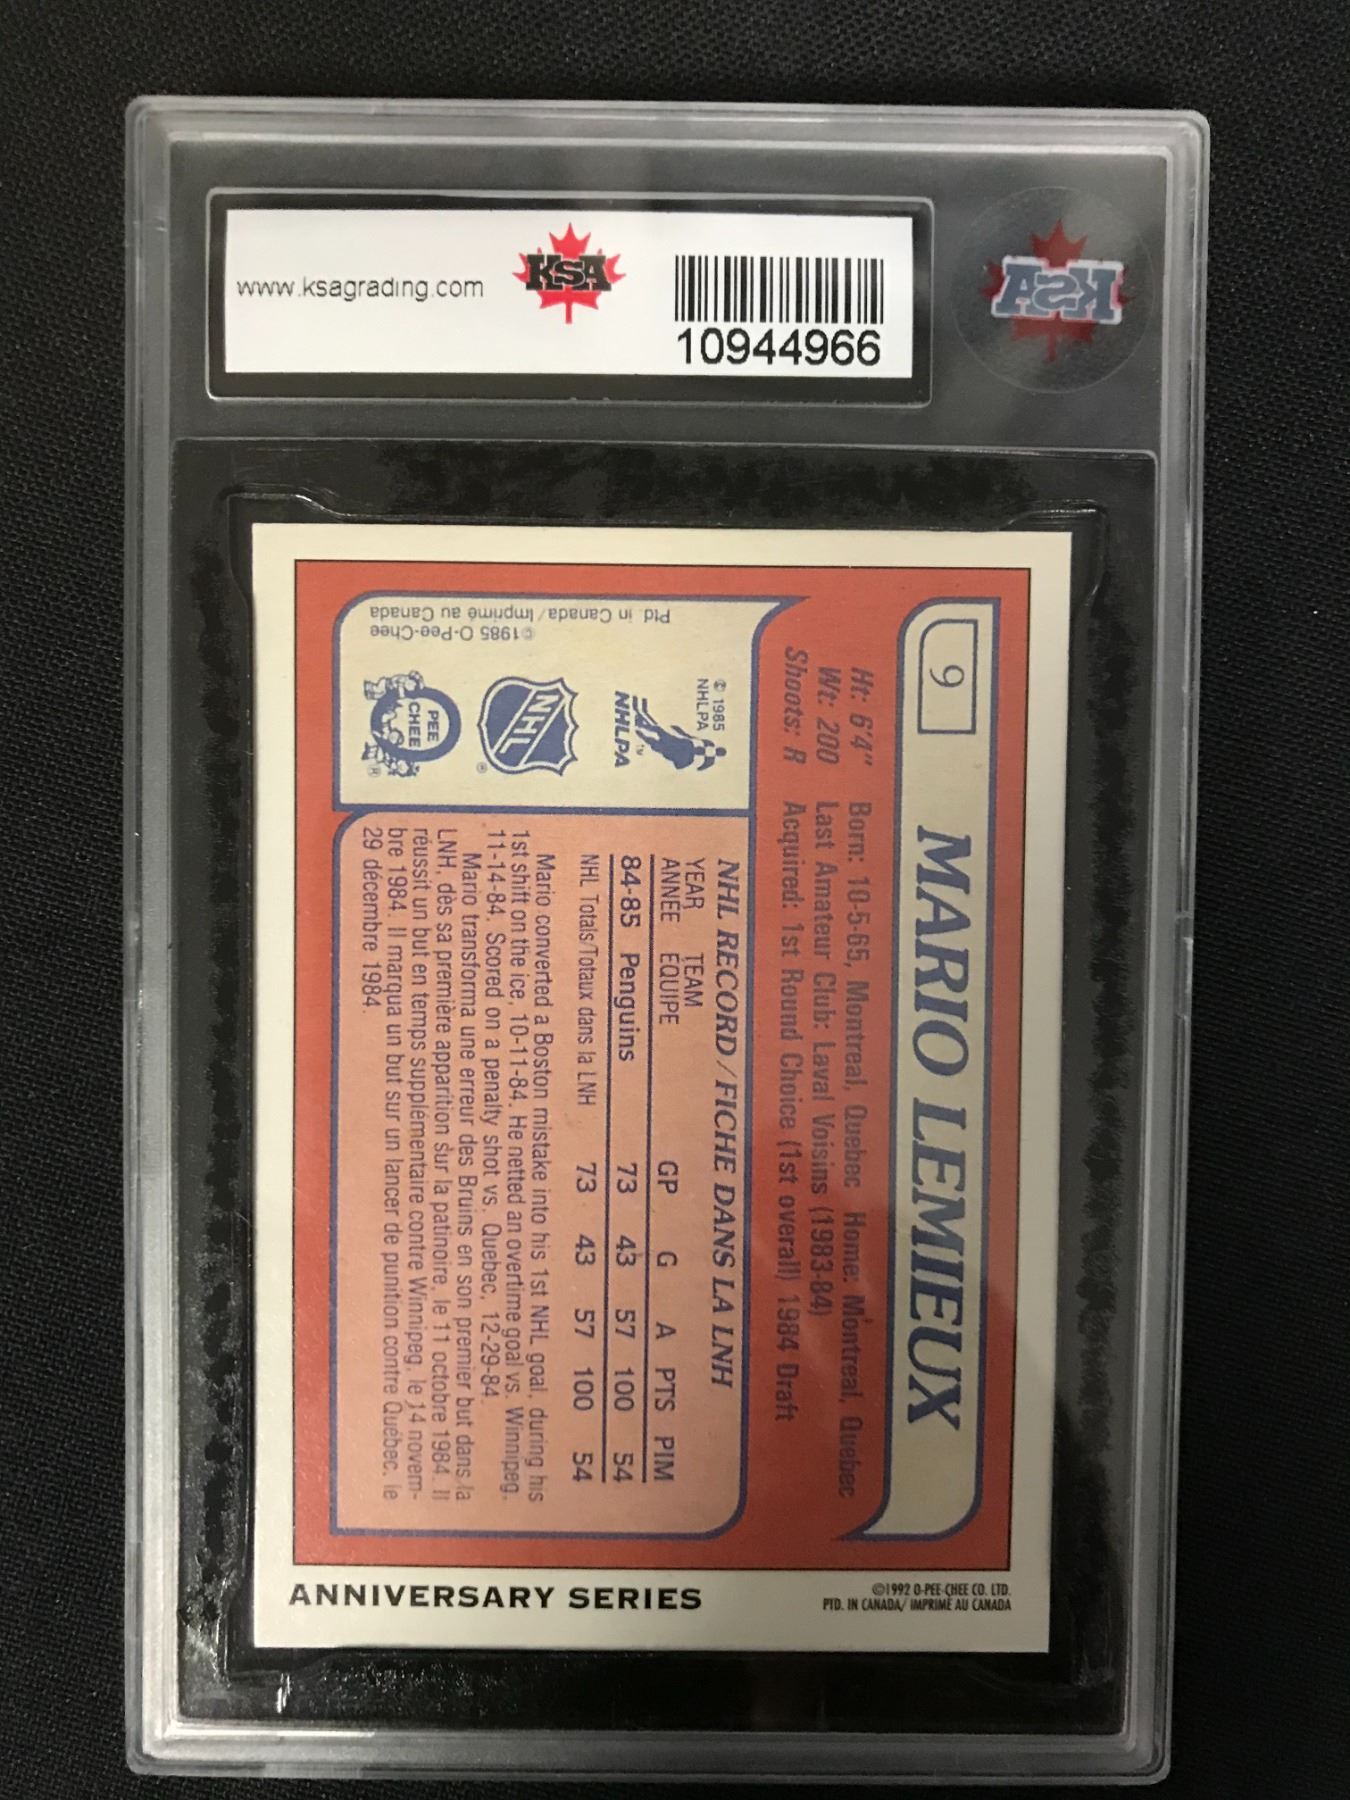 www.ksagrading.com
KSA
10944966
KSA
9
MARIO LEMIEUX
Ht: 6'4" Born: 10-5-65, Montreal, Quebec Home: Montreal, Quebec
Wt: 200 Last Amateur Club: Laval Voisins (1983-84)
Shoots: R Acquired: 1st Round Choice (1st overall) 1984 Draft
© 1985
NHLPA
NHLPA
NHL
®
O
PEE
CHEE
®
©1985 O-Pee-Chee
Ptd. in Canada/Imprimé au Canada
NHL RECORD/FICHE DANS LA LNH
YEAR TEAM
ANNÉE ÉQUIPE GP G A PTS PIM
84-85 Penguins 73 43 57 100 54
NHL Totals/Totaux dans la LNH 73 43 57 100 54
Mario converted a Boston mistake into his 1st NHL goal, during his
1st shift on the ice, 10-11-84. He netted an overtime goal vs. Winnipeg,
11-14-84. Scored on a penalty shot vs. Quebec, 12-29-84.
Mario transforma une erreur des Bruins en son premier but dans la
LNH, dès sa première apparition sur la patinoire, le 11 octobre 1984. Il
réussit un but en temps supplémentaire contre Winnipeg, le 14 novem-
bre 1984. Il marqua un but sur un lancer de punition contre Québec, le
29 décembre 1984.
ANNIVERSARY SERIES
©1992 O-PEE-CHEE CO. LTD.
PTD. IN CANADA/ IMPRIMÉ AU CANADA